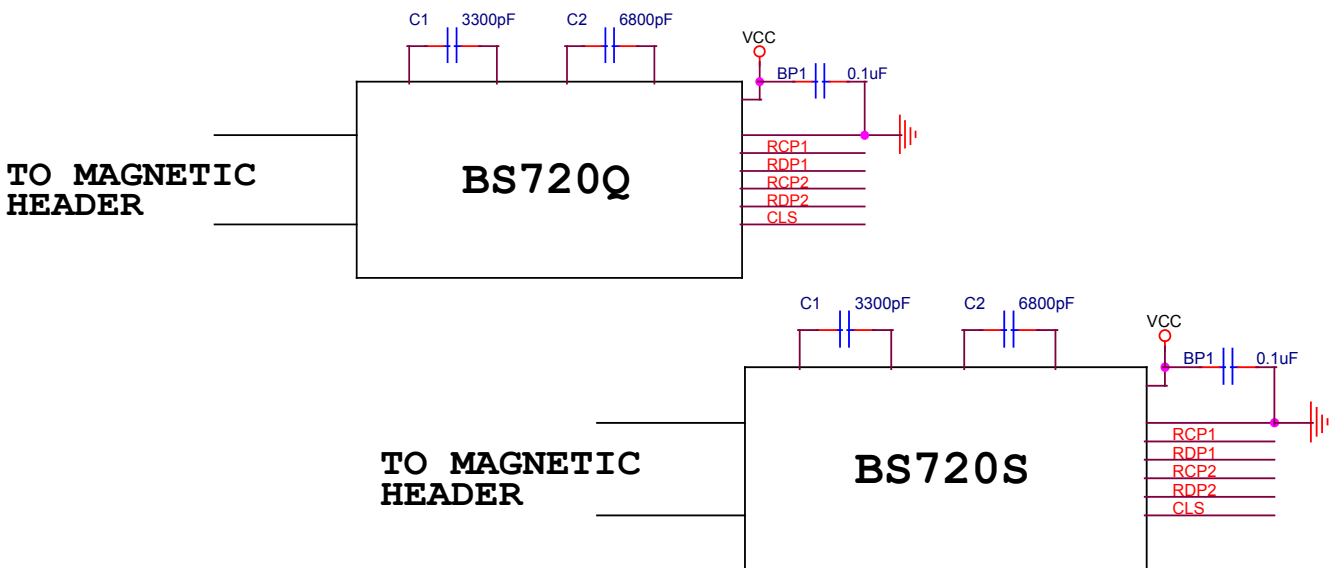 C1 3300pF C2 6800pF
VCC
BP1 0.1uF
TO MAGNETIC
HEADER
BS720Q
RCP1
RDP1
RCP2
RDP2
CLS
C1 3300pF C2 6800pF
VCC
BP1 0.1uF
TO MAGNETIC
HEADER
BS720S
RCP1
RDP1
RCP2
RDP2
CLS